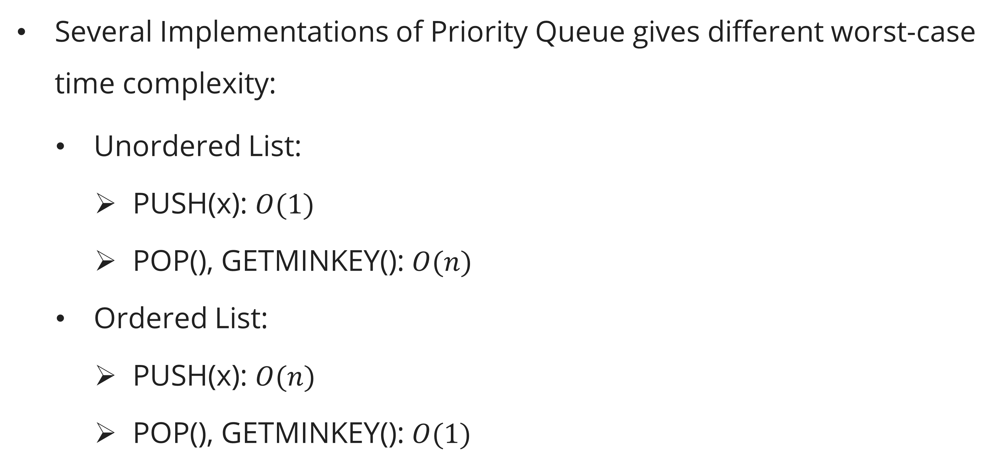 • Several Implementations of Priority Queue gives different worst-case
time complexity:
• Unordered List:
➢ PUSH(x): O(1)
➢ POP(), GETMINKEY(): O(n)
• Ordered List:
➢ PUSH(x): O(n)
➢ POP(), GETMINKEY(): O(1)